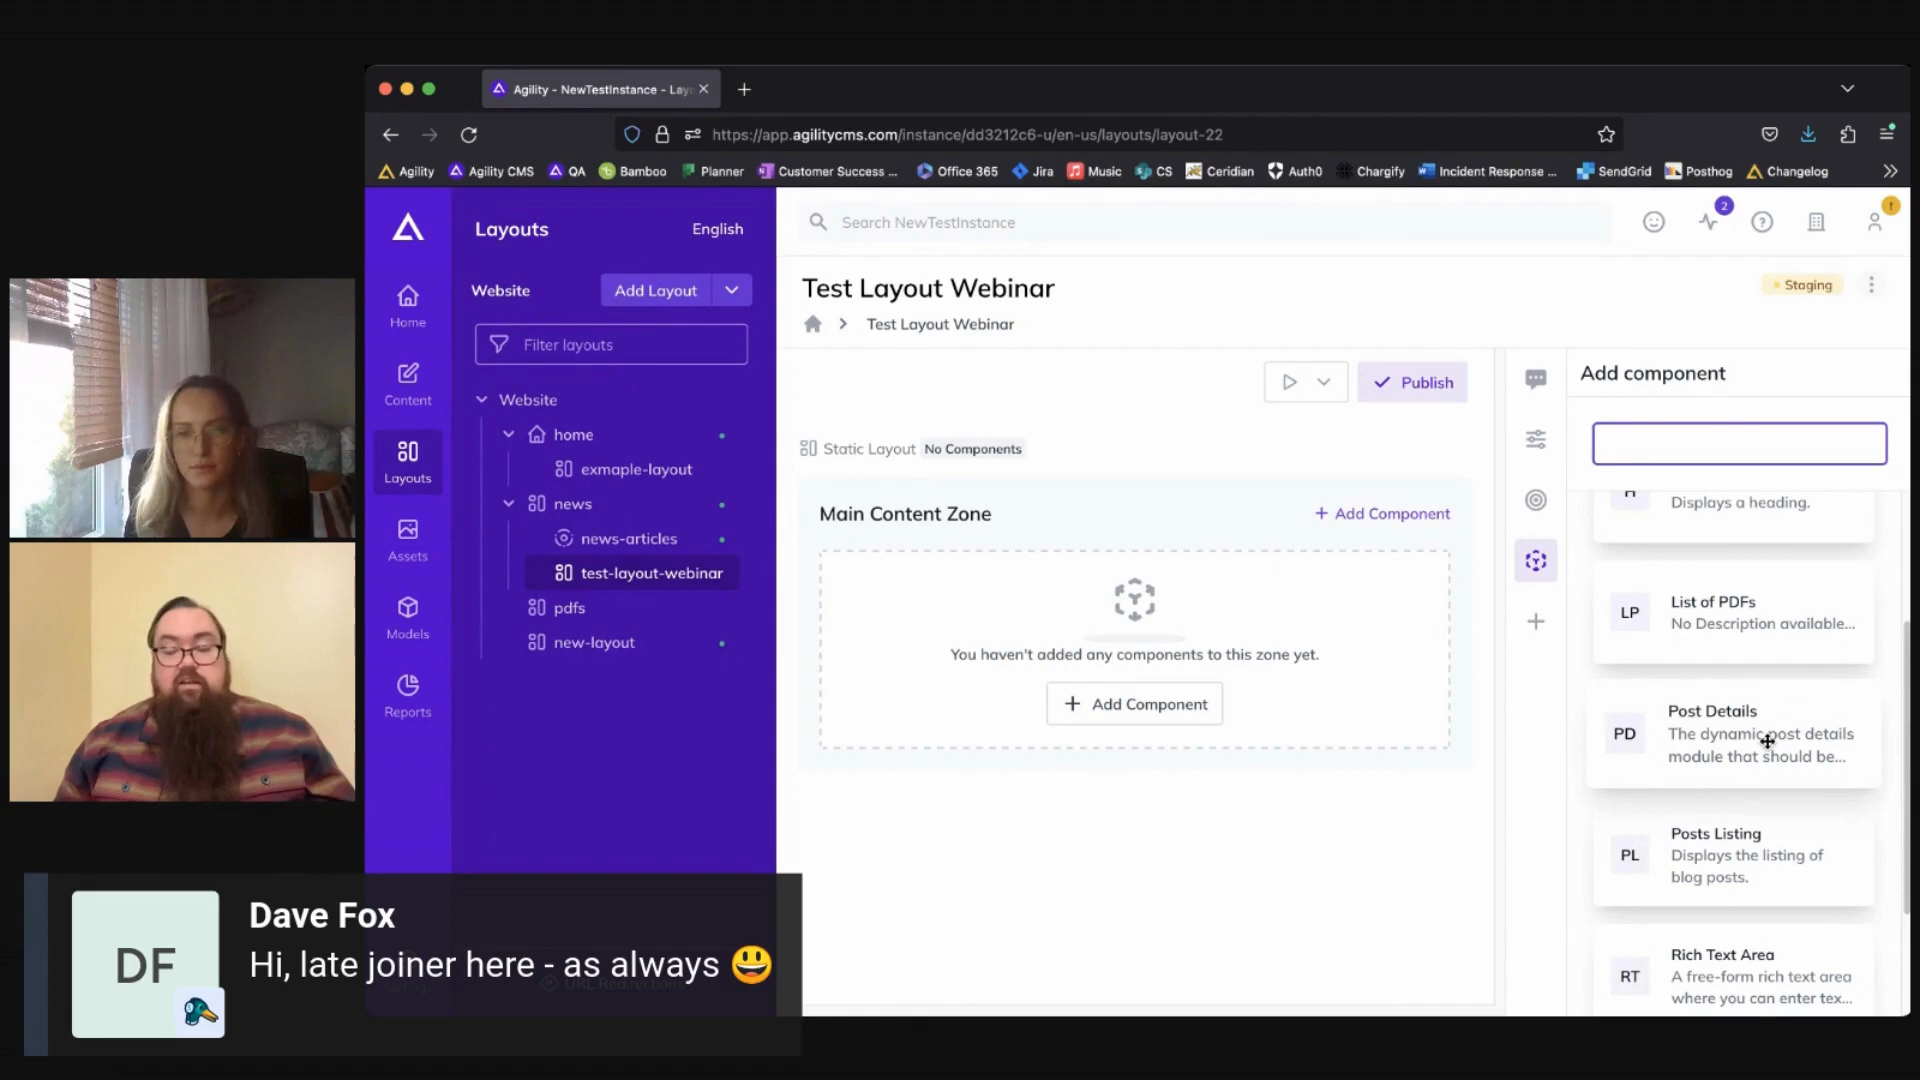 Agility - NewTestInstance - Layo
https://app.agilitycms.com/instance/dd3212c6-u/en-us/layouts/layout-22
Agility
Agility CMS
QA
Bamboo
Planner
Customer Success ...
Office 365
Jira
Music
CS
Ceridian
Auth0
Chargify
Incident Response ...
SendGrid
Posthog
Changelog
Layouts
English
Search NewTestInstance
2
!
Home
Content
Layouts
Assets
Models
Reports
Website
Add Layout
Filter layouts
Website
home
exmaple-layout
news
news-articles
test-layout-webinar
pdfs
new-layout
URL Redirections
Test Layout Webinar
Staging
Test Layout Webinar
Publish
Static Layout
No Components
Main Content Zone
+ Add Component
You haven't added any components to this zone yet.
+ Add Component
Add component
Displays a heading.
LP
List of PDFs
No Description available...
PD
Post Details
The dynamic post details
module that should be...
PL
Posts Listing
Displays the listing of
blog posts.
RT
Rich Text Area
A free-form rich text area
where you can enter tex...
DF
Dave Fox
Hi, late joiner here - as always 😃